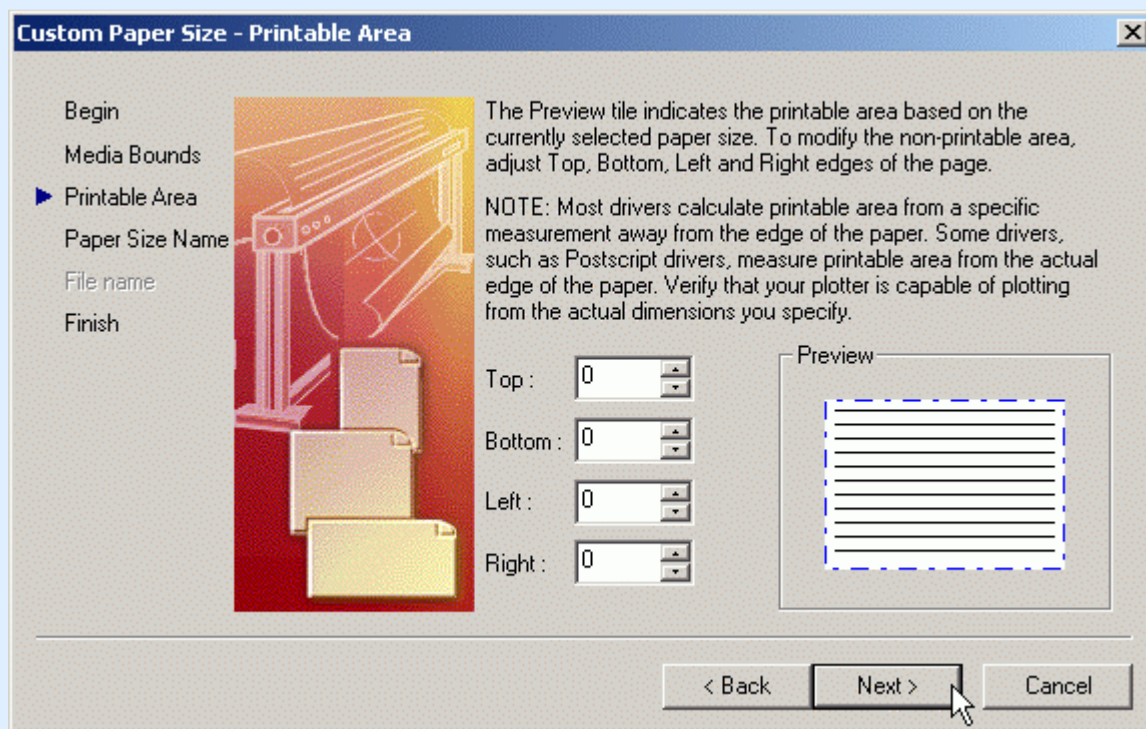 Custom Paper Size - Printable Area
Begin
Media Bounds
Printable Area
Paper Size Name
File name
Finish
The Preview tile indicates the printable area based on the
currently selected paper size. To modify the non-printable area,
adjust Top, Bottom, Left and Right edges of the page.
NOTE: Most drivers calculate printable area from a specific
measurement away from the edge of the paper. Some drivers,
such as Postscript drivers, measure printable area from the actual
edge of the paper. Verify that your plotter is capable of plotting
from the actual dimensions you specify.
Top : 0
Bottom : 0
Left : 0
Right : 0
Preview
< Back
Next >
Cancel